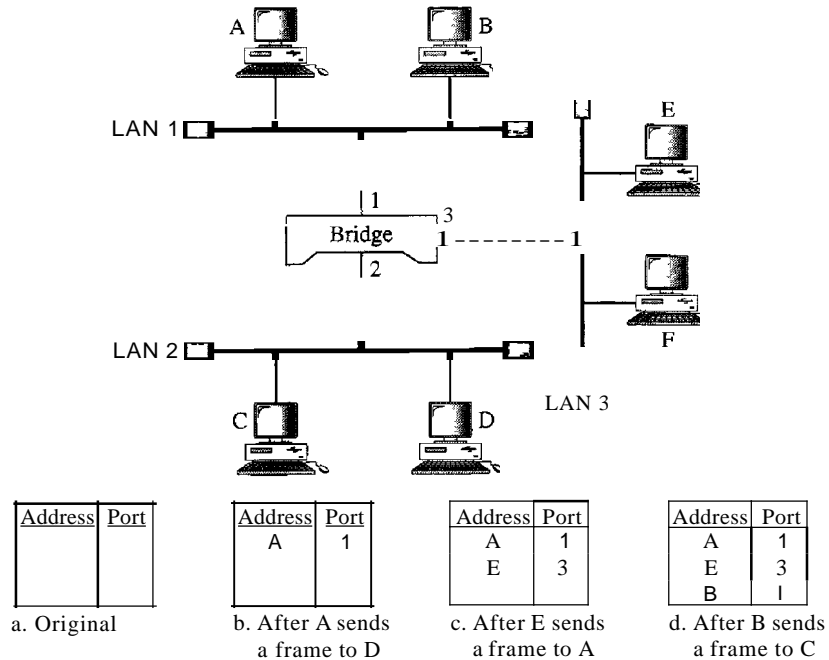 A B
LAN 1
E
1
3
Bridge
1 1
2
F
LAN 2
LAN 3
C D
Address Port
a. Original
Address Port
A 1
b. After A sends
a frame to D
Address Port
A 1
E 3
c. After E sends
a frame to A
Address Port
A 1
E 3
B I
d. After B sends
a frame to C